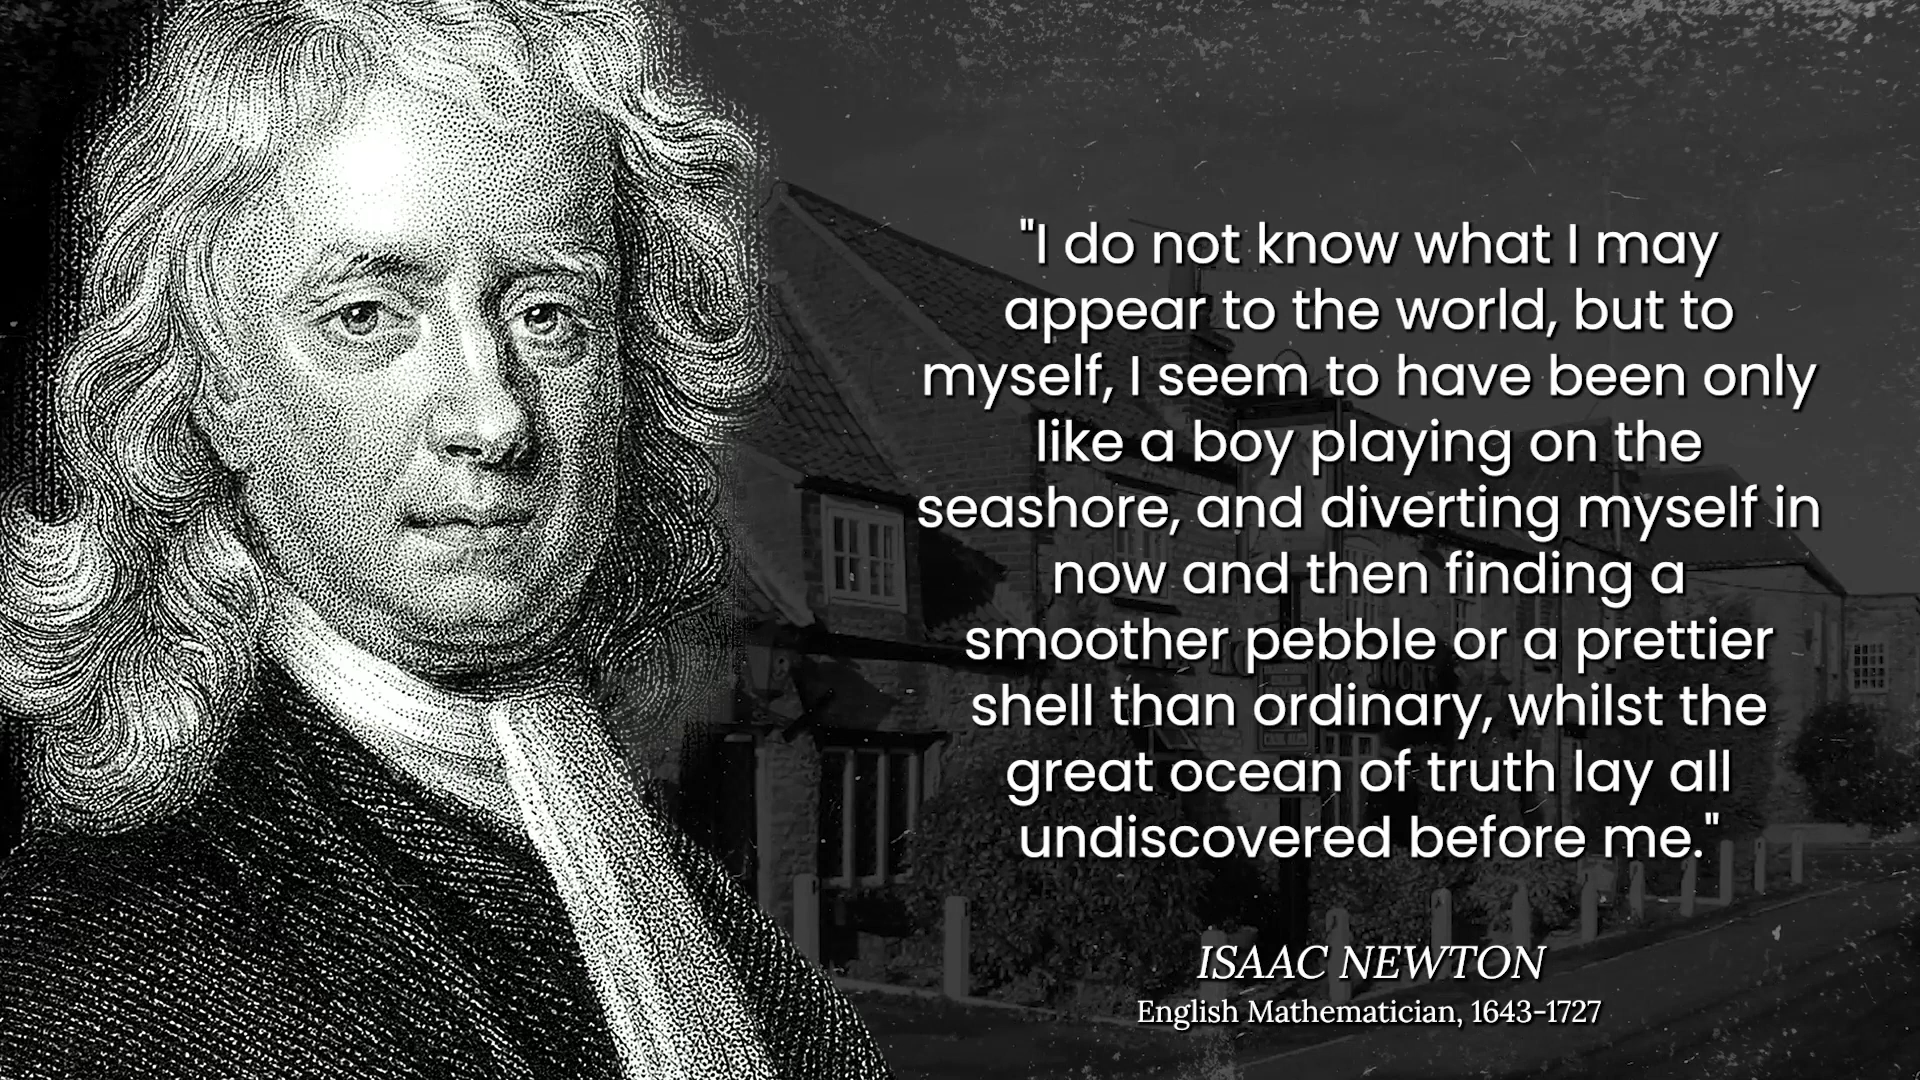 "I do not know what I may
appear to the world, but to
myself, I seem to have been only
like a boy playing on the
seashore, and diverting myself in
now and then finding a
smoother pebble or a prettier
shell than ordinary, whilst the
great ocean of truth lay all
undiscovered before me."
ISAAC NEWTON
English Mathematician, 1643-1727